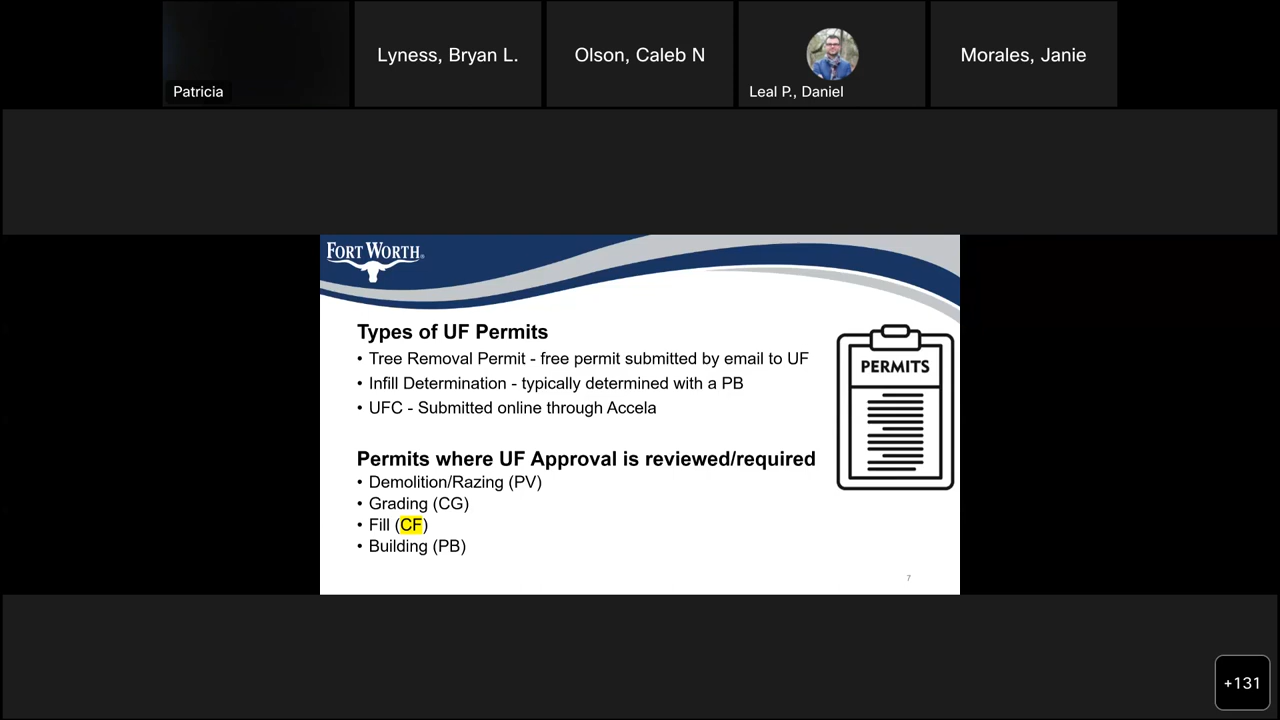 Patricia
Lyness, Bryan L.
Olson, Caleb N
Leal P., Daniel
Morales, Janie
FORT WORTH®
Types of UF Permits
• Tree Removal Permit - free permit submitted by email to UF
• Infill Determination - typically determined with a PB
• UFC - Submitted online through Accela
PERMITS
Permits where UF Approval is reviewed/required
• Demolition/Razing (PV)
• Grading (CG)
• Fill (CF)
• Building (PB)
7
+131